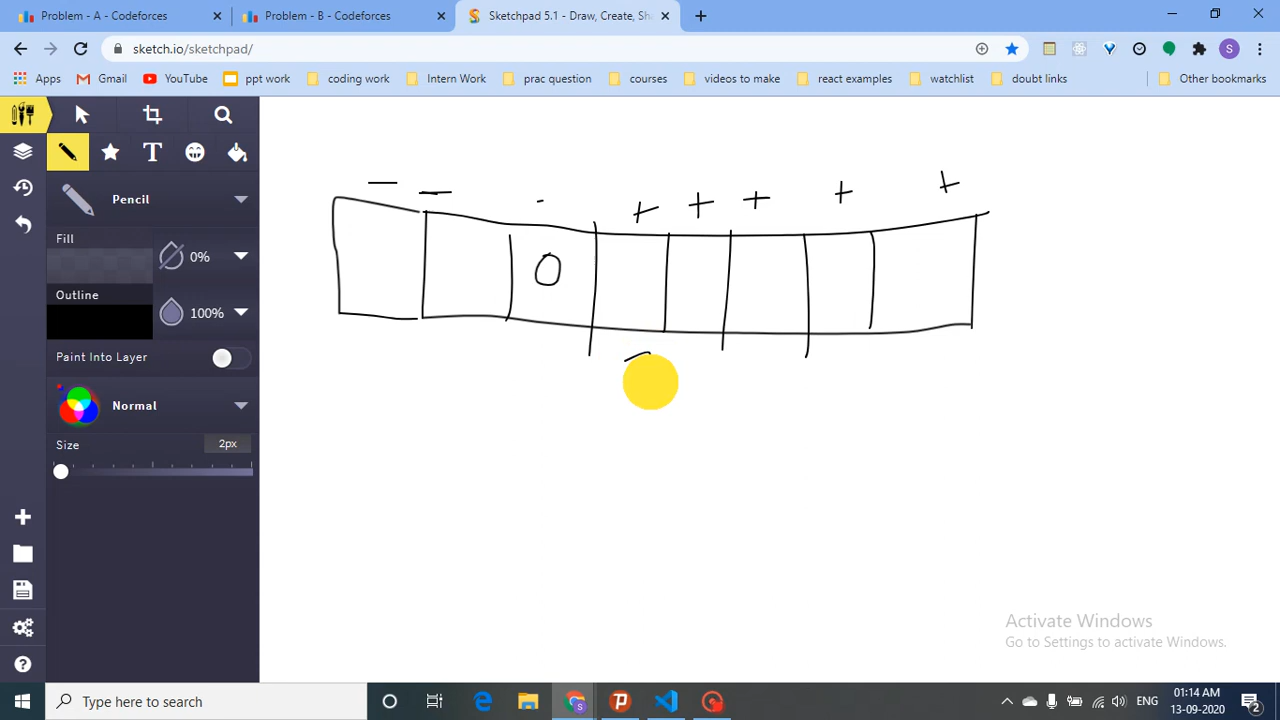 Problem - A - Codeforces
Problem - B - Codeforces
Sketchpad 5.1 - Draw, Create, Sha
sketch.io/sketchpad/
S
Apps
Gmail
YouTube
ppt work
coding work
Intern Work
prac question
courses
videos to make
react examples
watchlist
doubt links
Other bookmarks
T
Pencil
Fill
0%
Outline
100%
Paint Into Layer
Normal
Size
2px
— — - + + + + +
0
Activate Windows
Go to Settings to activate Windows.
Type here to search
ENG
01:14 AM
13-09-2020
2